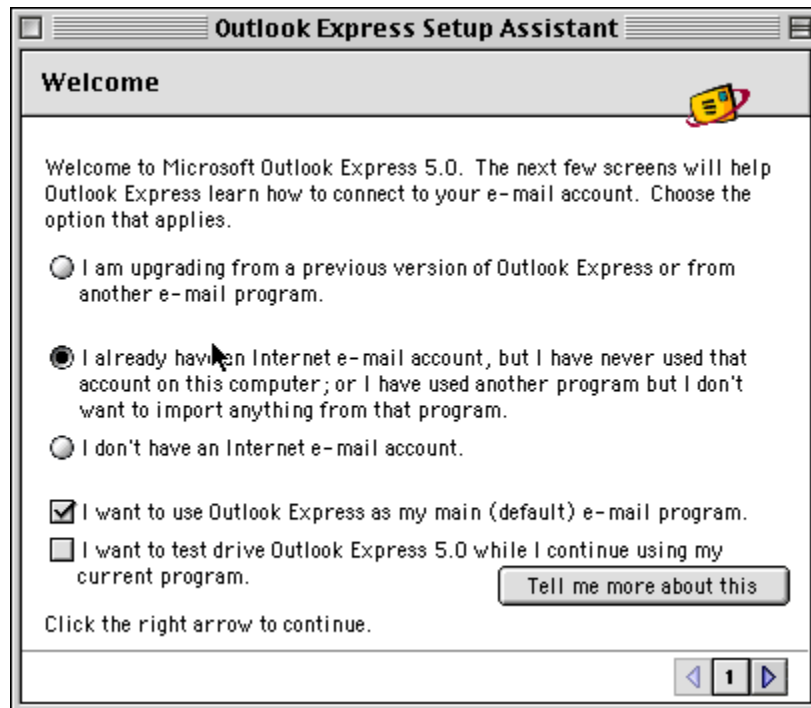 Outlook Express Setup Assistant
Welcome
Welcome to Microsoft Outlook Express 5.0. The next few screens will help
Outlook Express learn how to connect to your e-mail account. Choose the
option that applies.
I am upgrading from a previous version of Outlook Express or from
another e-mail program.
I already have an Internet e-mail account, but I have never used that
account on this computer; or I have used another program but I don't
want to import anything from that program.
I don't have an Internet e-mail account.
I want to use Outlook Express as my main (default) e-mail program.
I want to test drive Outlook Express 5.0 while I continue using my
current program.
Tell me more about this
Click the right arrow to continue.
1